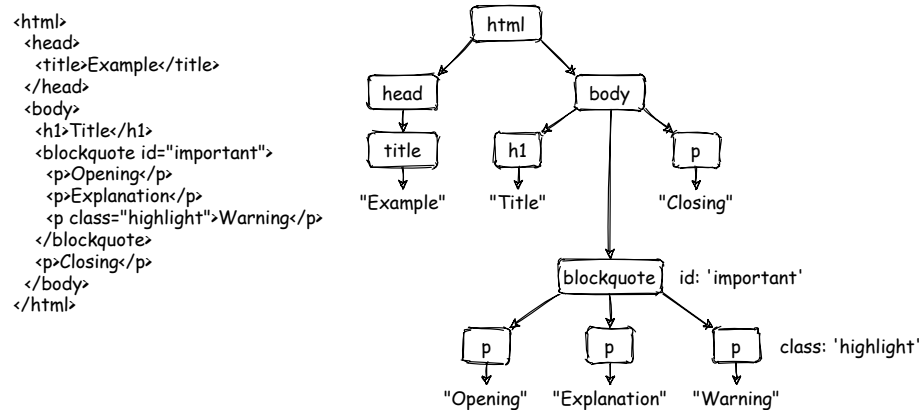 <html>
<head>
<title>Example</title>
</head>
<body>
<h1>Title</h1>
<blockquote id="important">
<p>Opening</p>
<p>Explanation</p>
<p class="highlight">Warning</p>
</blockquote>
<p>Closing</p>
</body>
</html>
html
head
body
title
h1
p
"Example"
"Title"
"Closing"
blockquote
id: 'important'
p
p
p
class: 'highlight'
"Opening"
"Explanation"
"Warning"